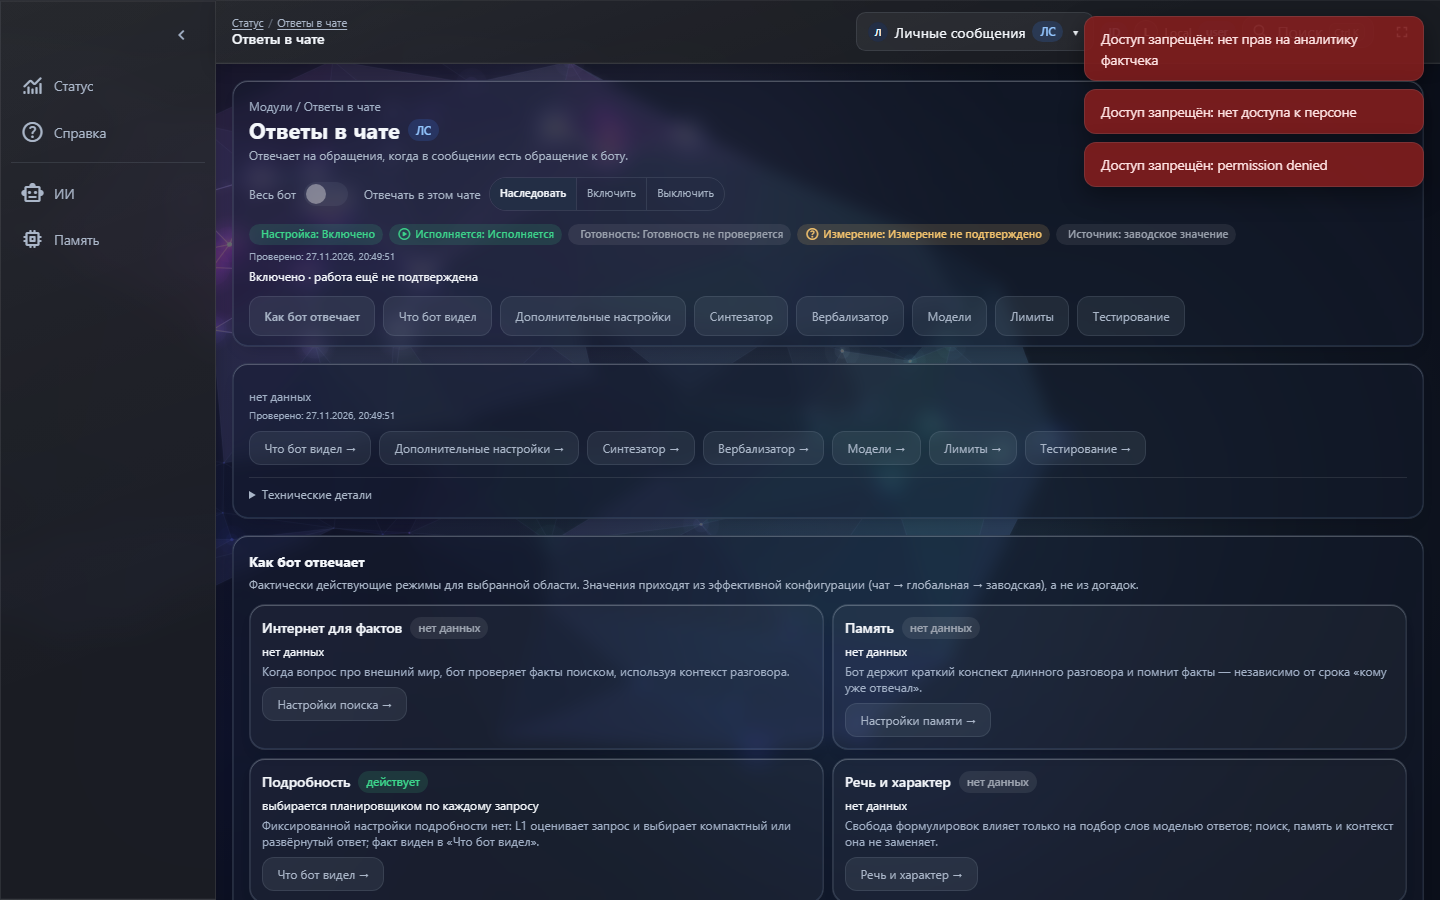 Статус
Справка
ИИ
Память
Статус / Ответы в чате
Ответы в чате
Л Личные сообщения ЛС ▾
Доступ запрещён: нет прав на аналитику
фактчека
Доступ запрещён: нет доступа к персоне
Доступ запрещён: permission denied
Модули / Ответы в чате
Ответы в чате ЛС
Отвечает на обращения, когда в сообщении есть обращение к боту.
Весь бот Отвечать в этом чате Наследовать Включить Выключить
Настройка: Включено Исполняется: Исполняется Готовность: Готовность не проверяется Измерение: Измерение не подтверждено Источник: заводское значение
Проверено: 27.11.2026, 20:49:51
Включено · работа ещё не подтверждена
Как бот отвечает Что бот видел Дополнительные настройки Синтезатор Вербализатор Модели Лимиты Тестирование
нет данных
Проверено: 27.11.2026, 20:49:51
Что бот видел → Дополнительные настройки → Синтезатор → Вербализатор → Модели → Лимиты → Тестирование →
▶ Технические детали
Как бот отвечает
Фактически действующие режимы для выбранной области. Значения приходят из эффективной конфигурации (чат → глобальная → заводская), а не из догадок.
Интернет для фактов нет данных
нет данных
Когда вопрос про внешний мир, бот проверяет факты поиском, используя контекст разговора.
Настройки поиска →
Память нет данных
нет данных
Бот держит краткий конспект длинного разговора и помнит факты — независимо от срока «кому
уже отвечал».
Настройки памяти →
Подробность действует
выбирается планировщиком по каждому запросу
Фиксированной настройки подробности нет: L1 оценивает запрос и выбирает компактный или
развёрнутый ответ; факт виден в «Что бот видел».
Что бот видел →
Речь и характер нет данных
нет данных
Свобода формулировок влияет только на подбор слов моделью ответов; поиск, память и контекст
она не заменяет.
Речь и характер →